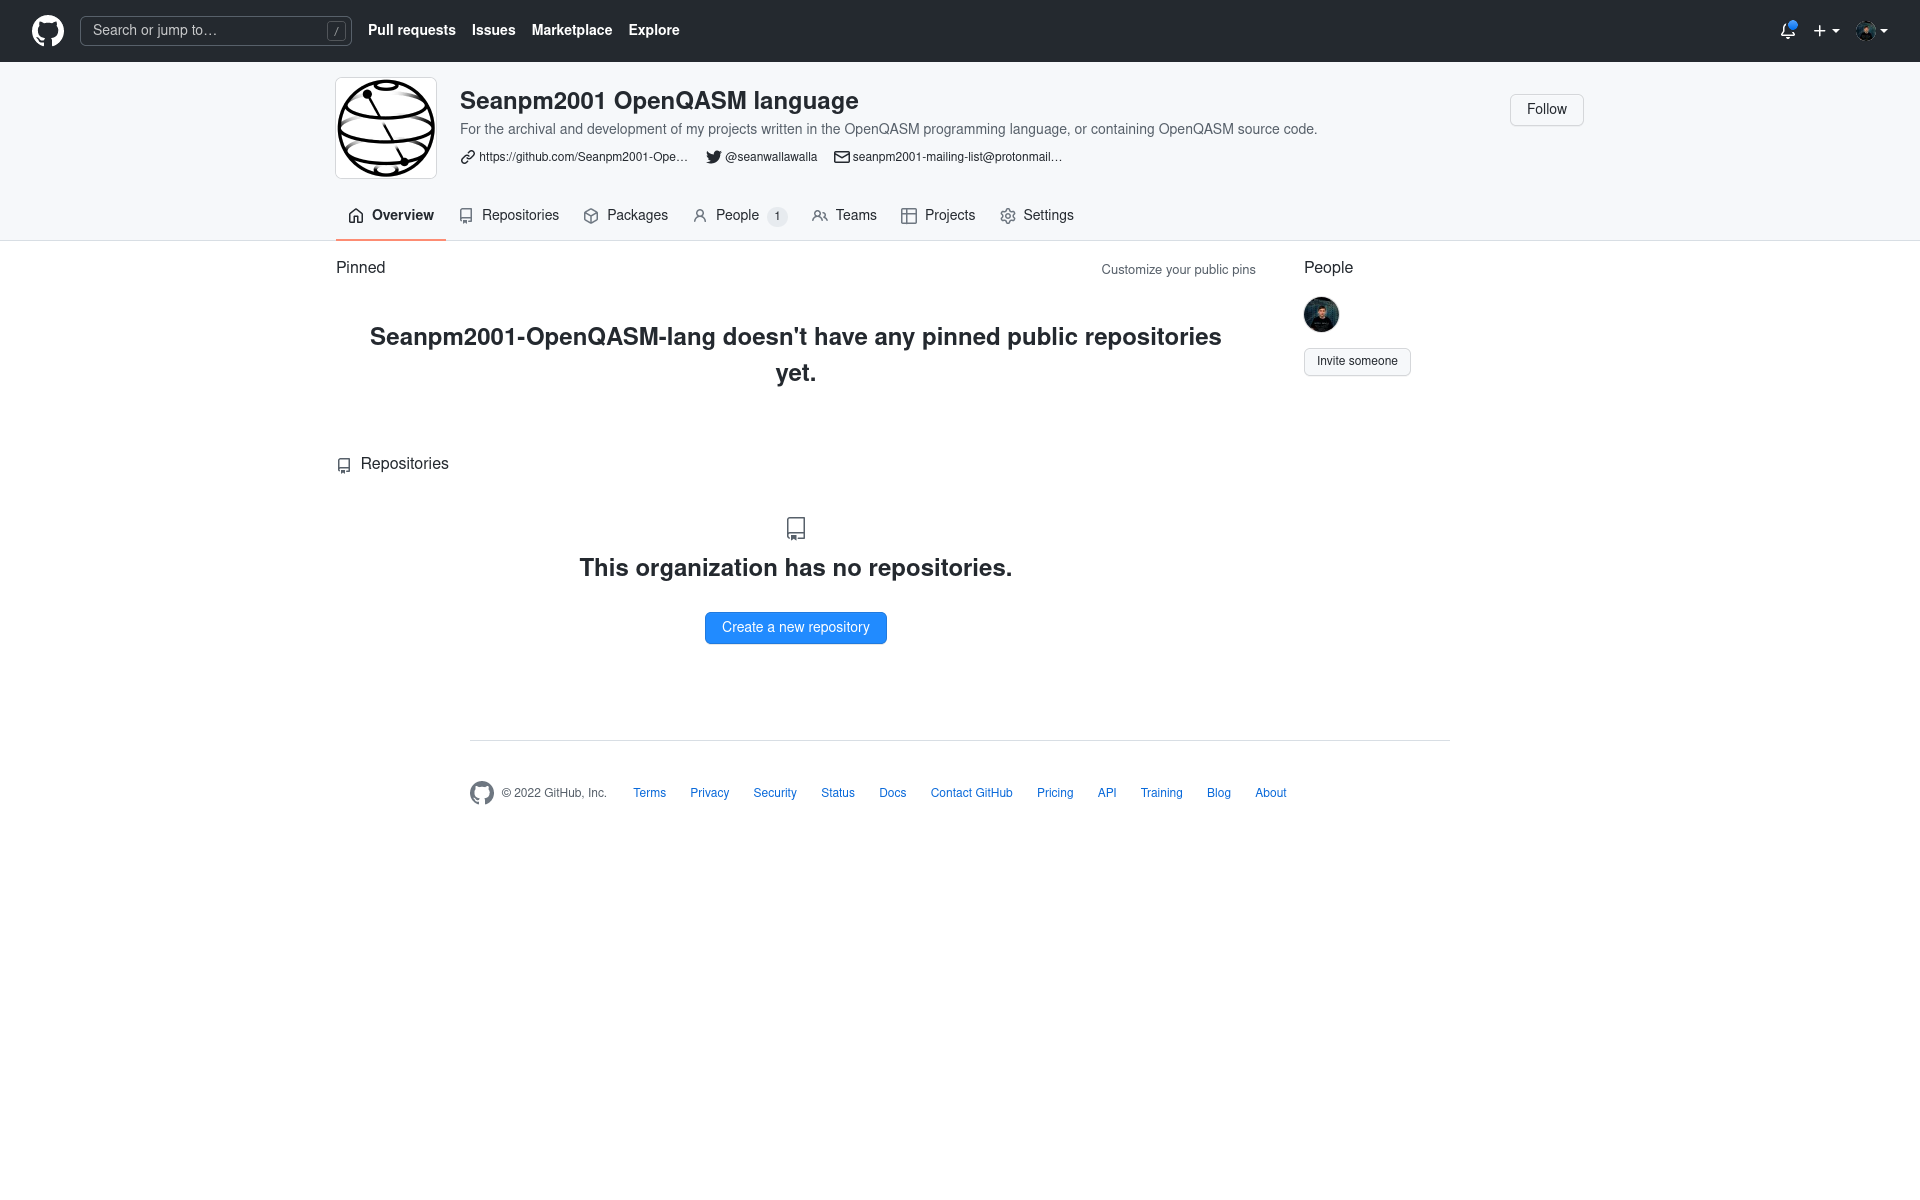 Search or jump to… /
Pull requests Issues Marketplace Explore
Seanpm2001 OpenQASM language
Follow
For the archival and development of my projects written in the OpenQASM programming language, or containing OpenQASM source code.
https://github.com/Seanpm2001-Ope… @seanwallawalla seanpm2001-mailing-list@protonmail…
Overview Repositories Packages People 1 Teams Projects Settings
Pinned Customize your public pins
Seanpm2001-OpenQASM-lang doesn't have any pinned public repositories
yet.
People
Invite someone
Repositories
This organization has no repositories.
Create a new repository
© 2022 GitHub, Inc. Terms Privacy Security Status Docs Contact GitHub Pricing API Training Blog About